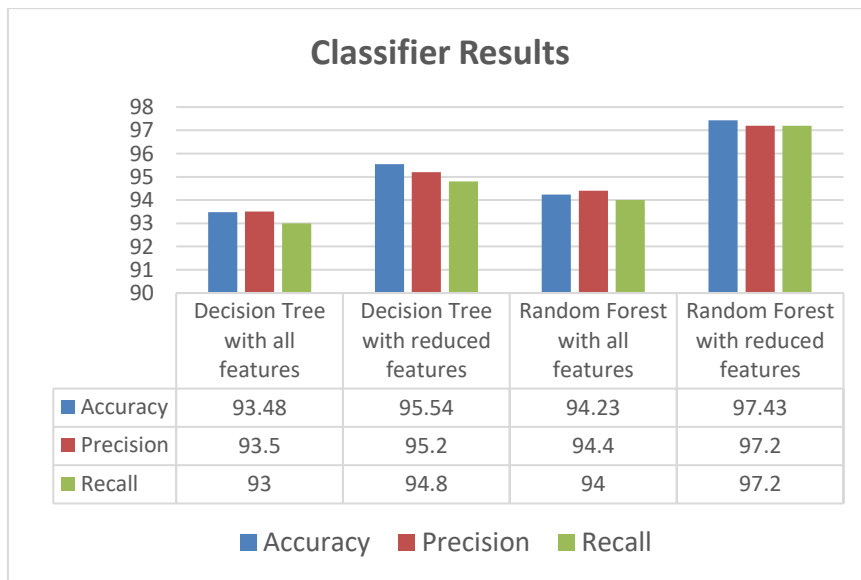 Classifier Results
98
97
96
95
94
93
92
91
90
Decision Tree with all features
Decision Tree with reduced features
Random Forest with all features
Random Forest with reduced features
Accuracy 93.48 95.54 94.23 97.43
Precision 93.5 95.2 94.4 97.2
Recall 93 94.8 94 97.2
Accuracy Precision Recall